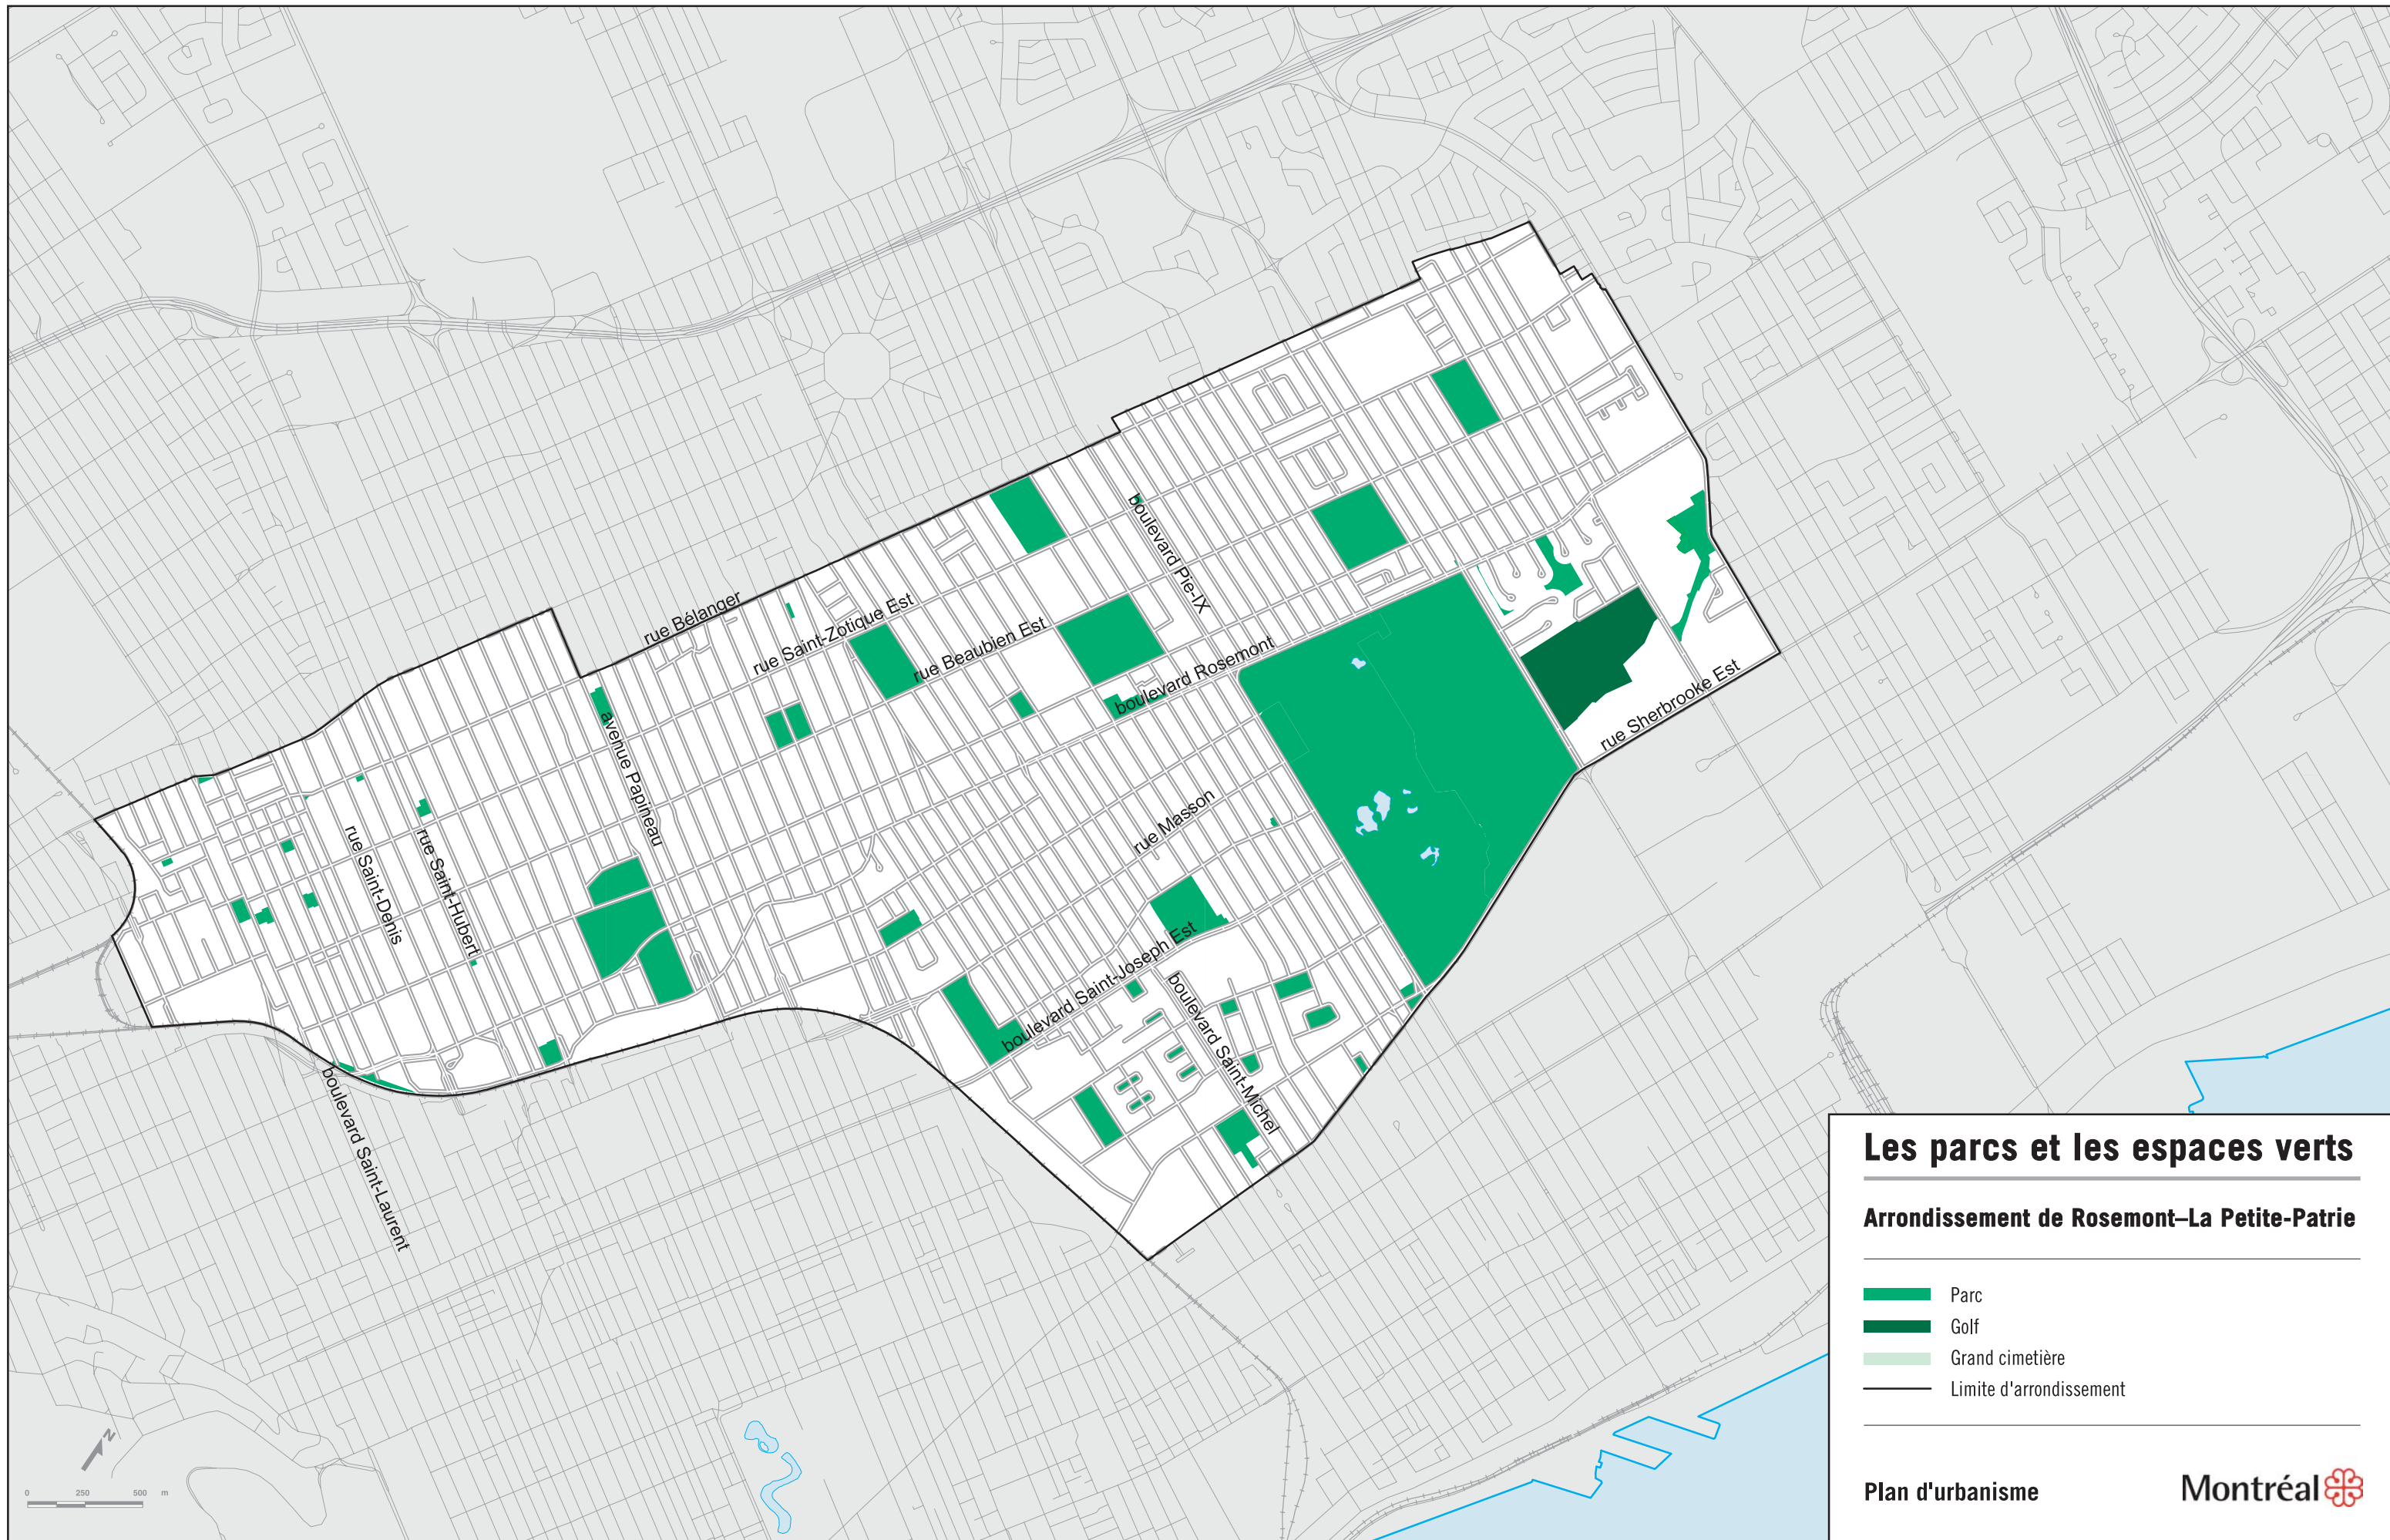 boulevard Pie-IX
rue Bélanger
rue Saint-Zotique Est
rue Beaubien Est
boulevard Rosemont
rue Sherbrooke Est
avenue Papineau
rue Masson
rue Saint-Denis
rue Saint-Hubert
boulevard Saint-Joseph Est
boulevard Saint-Michel
boulevard Saint-Laurent
Les parcs et les espaces verts
Arrondissement de Rosemont–La Petite-Patrie
Parc
Golf
Grand cimetière
Limite d'arrondissement
N
0 250 500 m
Plan d'urbanisme
Montréal